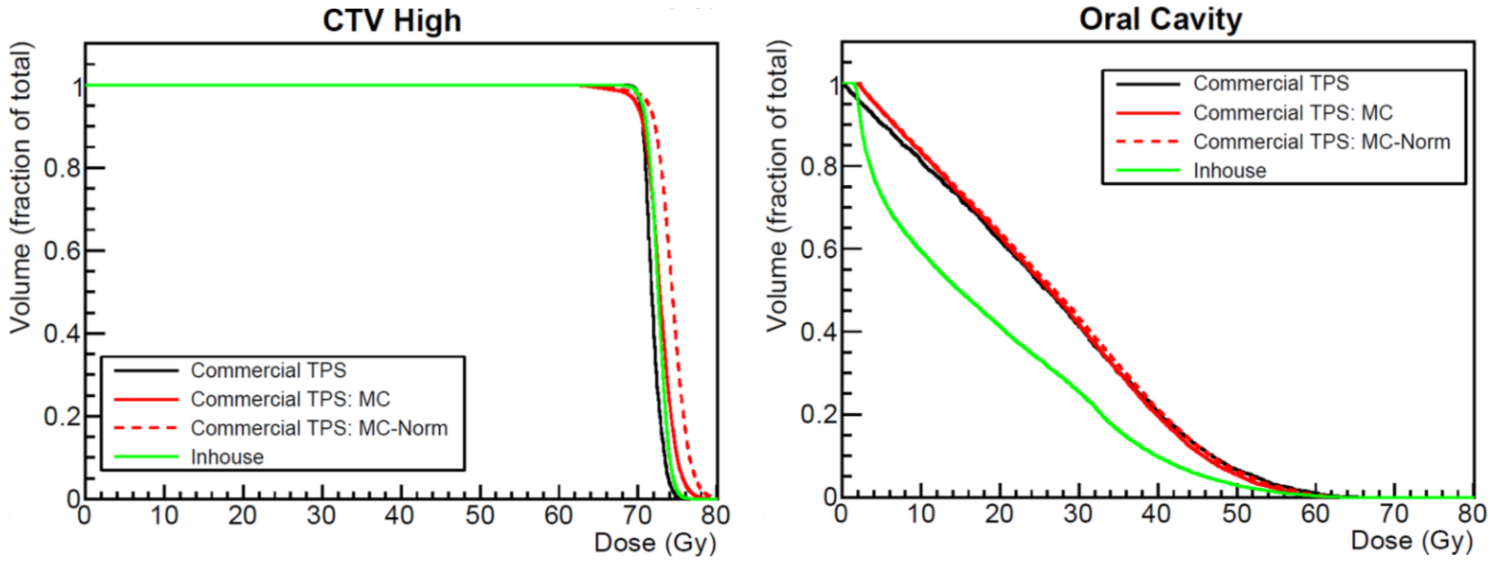 CTV High
Volume (fraction of total)
1
0.8
0.6
0.4
0.2
0
Commercial TPS
Commercial TPS: MC
Commercial TPS: MC-Norm
Inhouse
0 10 20 30 40 50 60 70 80
Dose (Gy)
Oral Cavity
Volume (fraction of total)
1
0.8
0.6
0.4
0.2
0
Commercial TPS
Commercial TPS: MC
Commercial TPS: MC-Norm
Inhouse
0 10 20 30 40 50 60 70 80
Dose (Gy)